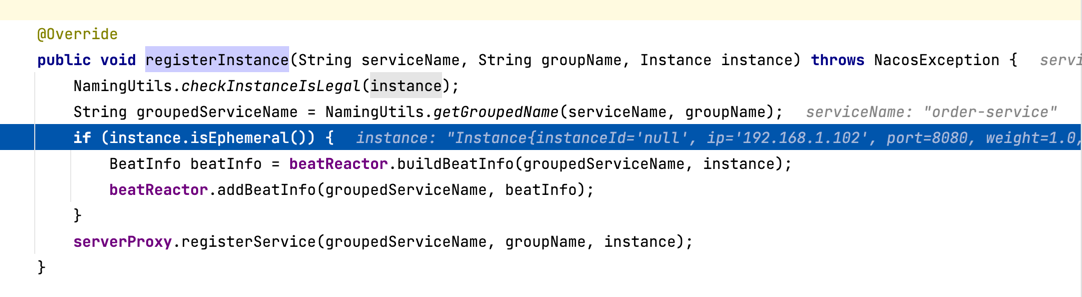 @Override
public void registerInstance(String serviceName, String groupName, Instance instance) throws NacosException {
NamingUtils.checkInstanceIsLegal(instance);
String groupedServiceName = NamingUtils.getGroupedName(serviceName, groupName); serviceName: "order-service"
if (instance.isEphemeral()) { instance: "Instance{instanceId='null', ip='192.168.1.102', port=8080, weight=1.0,
BeatInfo beatInfo = beatReactor.buildBeatInfo(groupedServiceName, instance);
beatReactor.addBeatInfo(groupedServiceName, beatInfo);
}
serverProxy.registerService(groupedServiceName, groupName, instance);
}